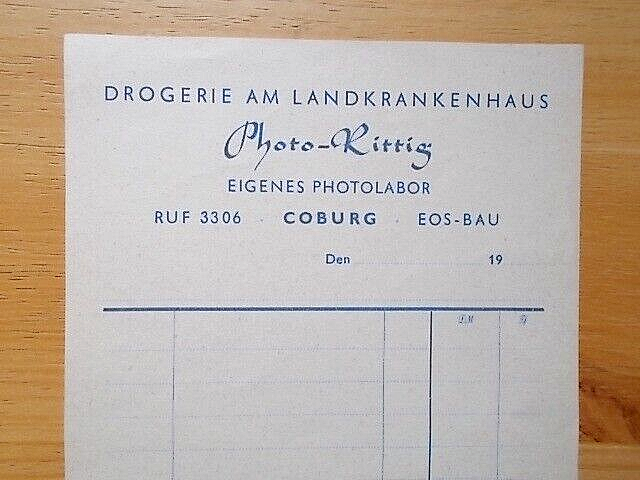 DROGERIE AM LANDKRANKENHAUS
Photo-Rittig
EIGENES PHOTOLABOR
RUF 3306 · COBURG · EOS-BAU
Den 19
DM